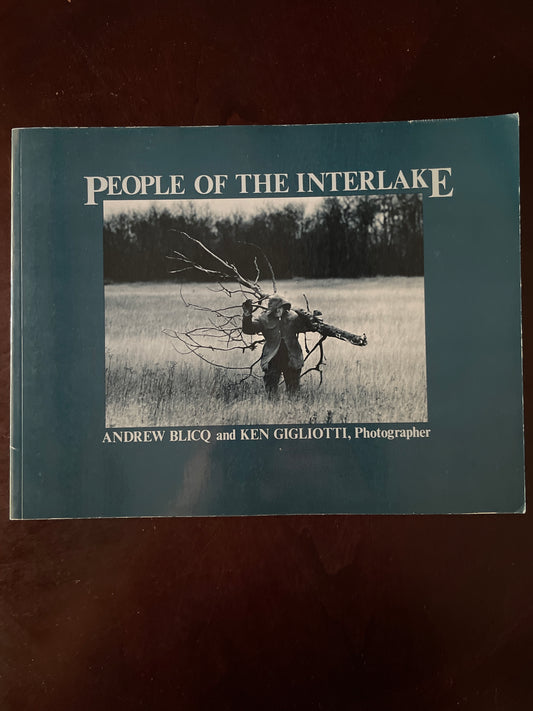 PEOPLE OF THE INTERLAKE
ANDREW BLICQ and KEN GIGLIOTTI, Photographer